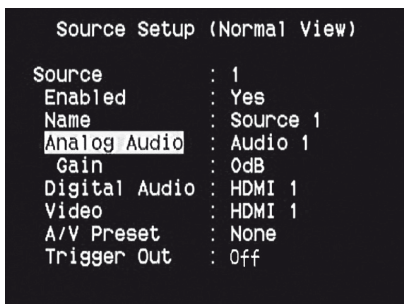 Source Setup (Normal View)
Source : 1
Enabled : Yes
Name : Source 1
Analog Audio : Audio 1
Gain : 0dB
Digital Audio : HDMI 1
Video : HDMI 1
A/V Preset : None
Trigger Out : Off